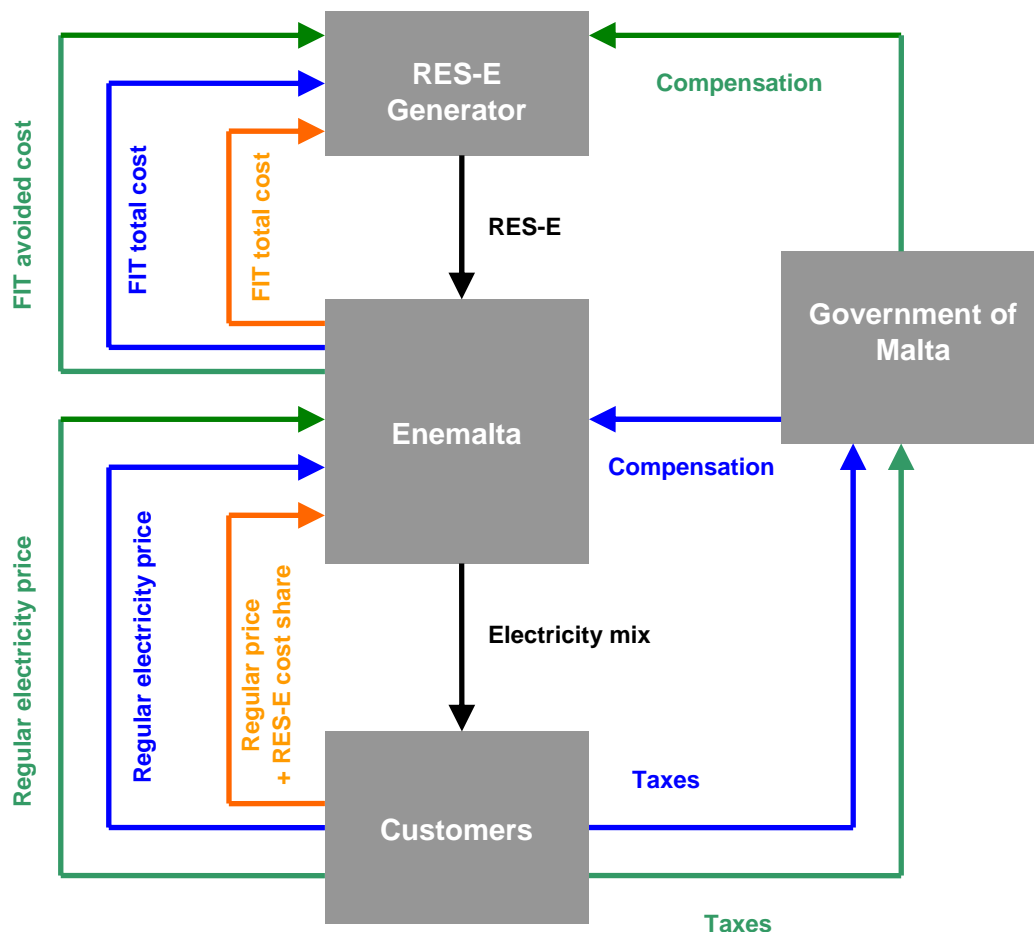 RES-E
Generator
Compensation
FIT avoided cost
FIT total cost
FIT total cost
RES-E
Government of
Malta
Enemalta
Compensation
Regular electricity price
Regular electricity price
Regular price
+ RES-E cost share
Electricity mix
Customers
Taxes
Taxes